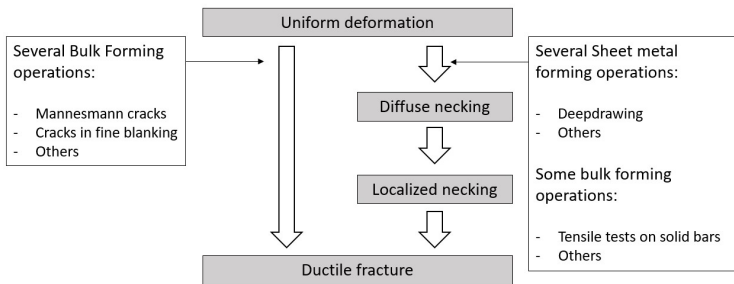 Uniform deformation
Several Bulk Forming
operations:
- Mannesmann cracks
- Cracks in fine blanking
- Others
Several Sheet metal
forming operations:
- Deepdrawing
- Others
Some bulk forming
operations:
- Tensile tests on solid bars
- Others
Diffuse necking
Localized necking
Ductile fracture